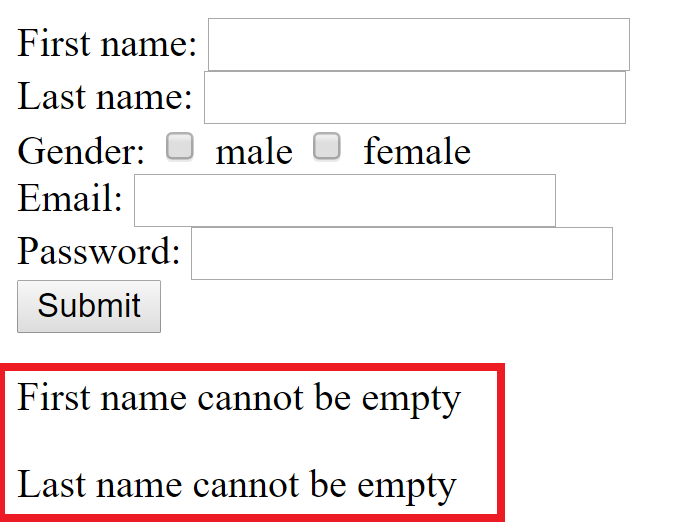 First name:
Last name:
Gender: male female
Email:
Password:
Submit
First name cannot be empty
Last name cannot be empty